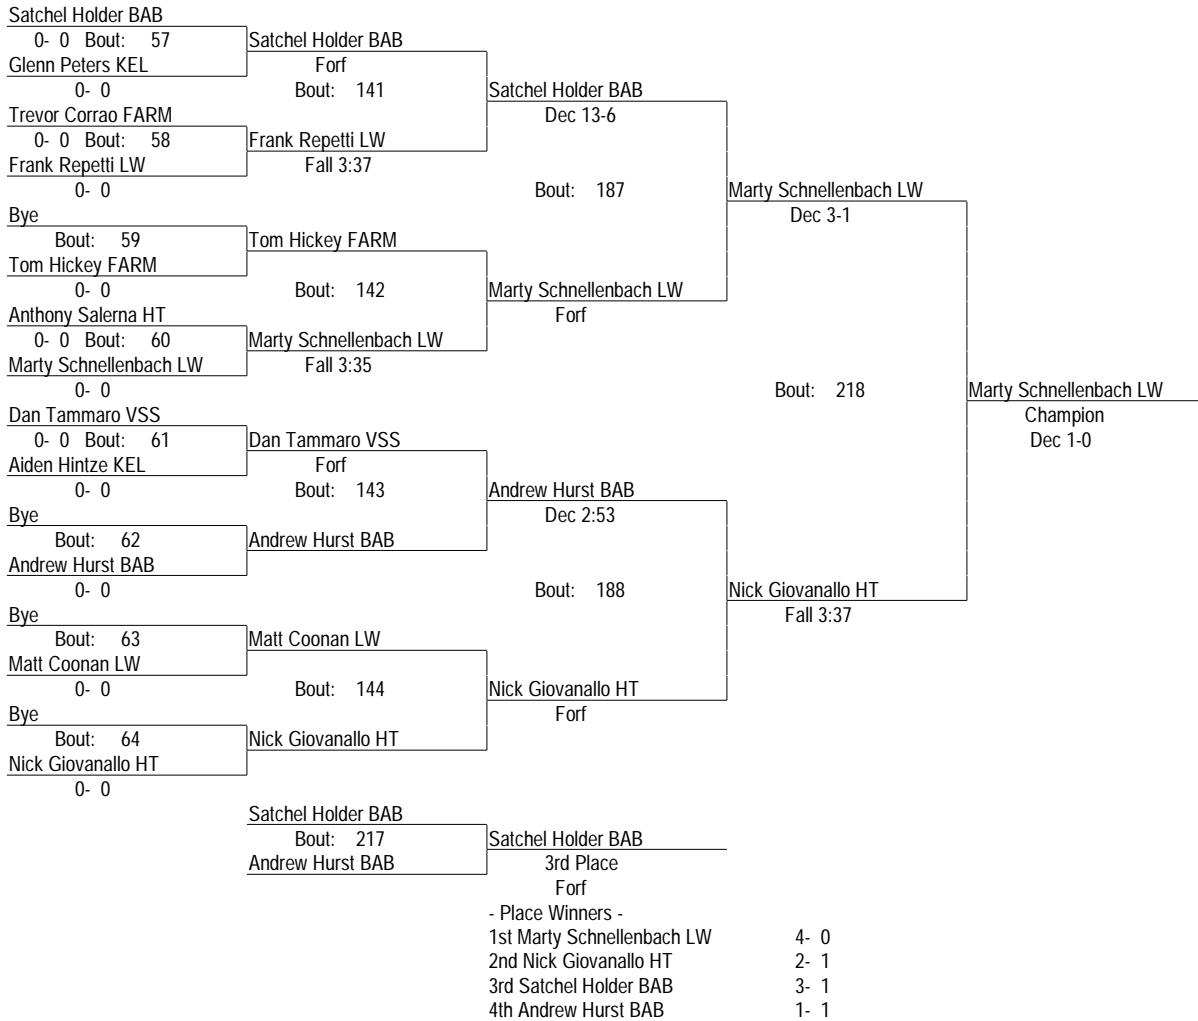 Satchel Holder BAB
0- 0 Bout: 57
Satchel Holder BAB
Glenn Peters KEL
Forf
0- 0
Bout: 141
Satchel Holder BAB
Trevor Corrao FARM
Dec 13-6
0- 0 Bout: 58
Frank Repetti LW
Frank Repetti LW
Fall 3:37
0- 0
Bout: 187
Marty Schnellenbach LW
Bye
Dec 3-1
Bout: 59
Tom Hickey FARM
Tom Hickey FARM
0- 0
Bout: 142
Marty Schnellenbach LW
Anthony Salerna HT
Forf
0- 0 Bout: 60
Marty Schnellenbach LW
Marty Schnellenbach LW
Fall 3:35
0- 0
Bout: 218
Marty Schnellenbach LW
Dan Tammaro VSS
Champion
0- 0 Bout: 61
Dan Tammaro VSS
Dec 1-0
Aiden Hintze KEL
Forf
0- 0
Bout: 143
Andrew Hurst BAB
Bye
Dec 2:53
Bout: 62
Andrew Hurst BAB
Andrew Hurst BAB
0- 0
Bout: 188
Nick Giovanallo HT
Bye
Fall 3:37
Bout: 63
Matt Coonan LW
Matt Coonan LW
0- 0
Bout: 144
Nick Giovanallo HT
Bye
Forf
Bout: 64
Nick Giovanallo HT
Nick Giovanallo HT
0- 0
Satchel Holder BAB
Bout: 217
Satchel Holder BAB
Andrew Hurst BAB
3rd Place
Forf
- Place Winners -
1st Marty Schnellenbach LW 4- 0
2nd Nick Giovanallo HT 2- 1
3rd Satchel Holder BAB 3- 1
4th Andrew Hurst BAB 1- 1